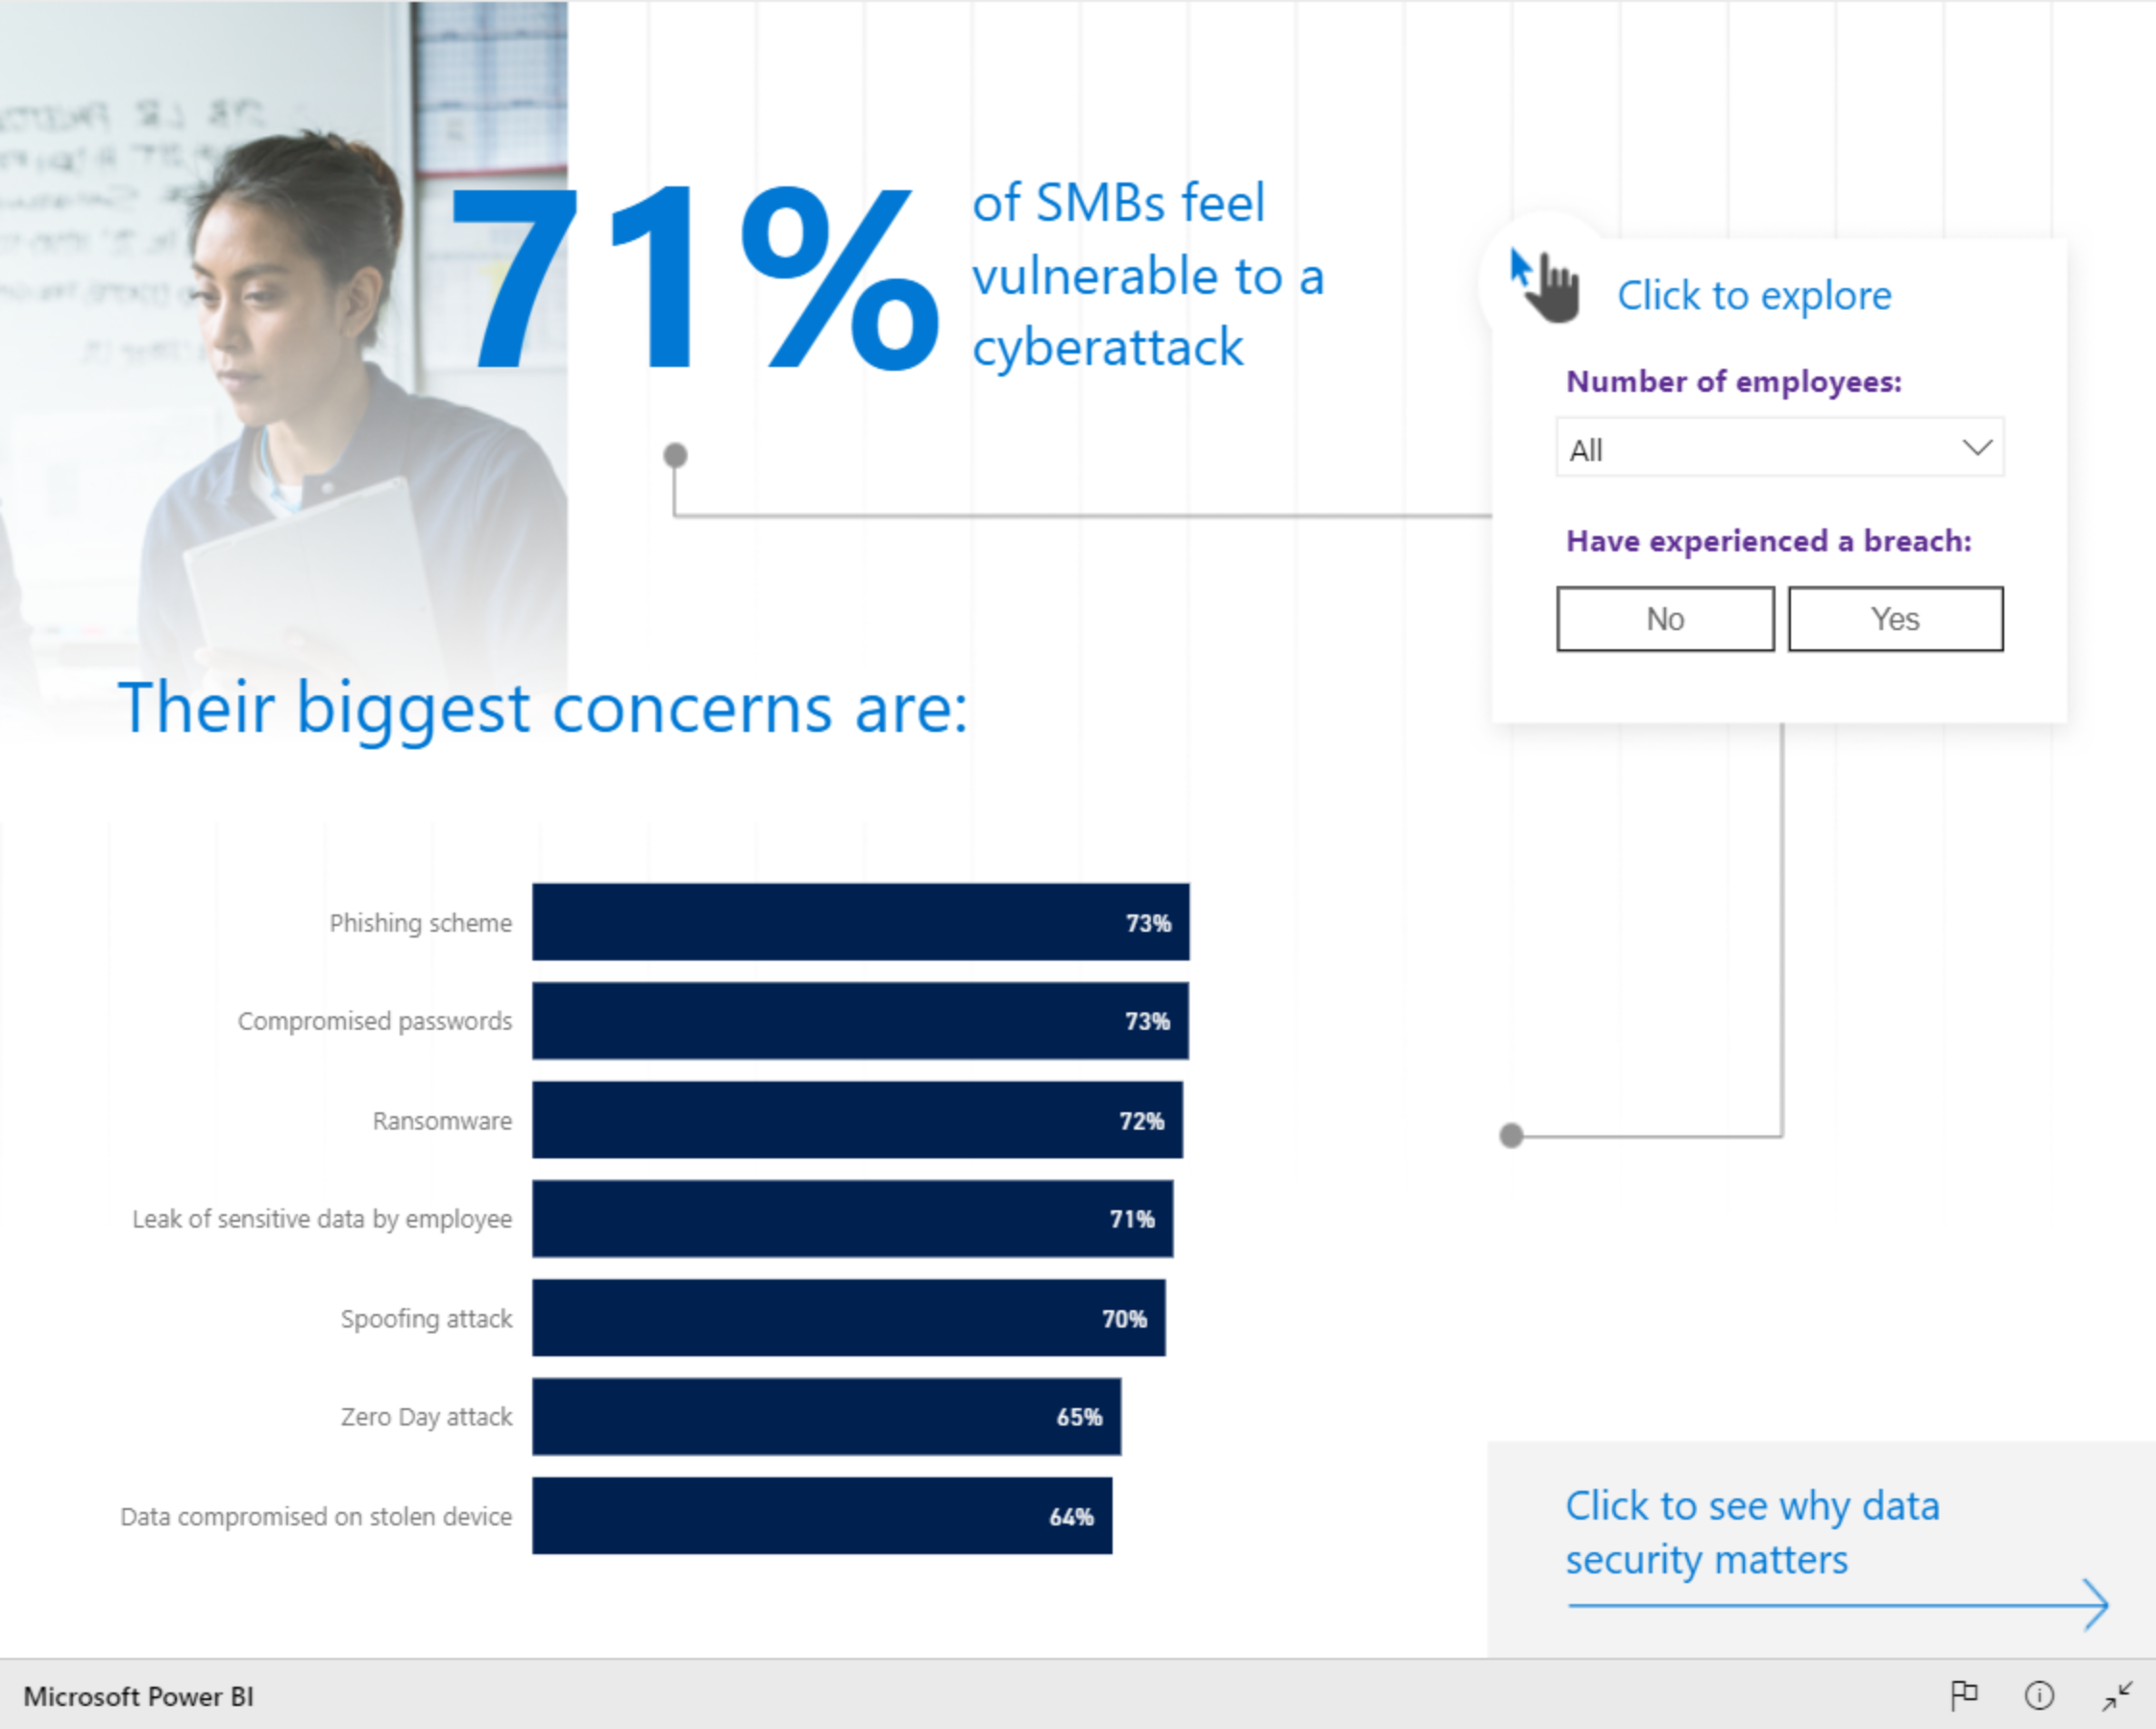 71%
of SMBs feel
vulnerable to a
cyberattack
Click to explore
Number of employees:
All
Have experienced a breach:
No
Yes
Their biggest concerns are:
Phishing scheme 73%
Compromised passwords 73%
Ransomware 72%
Leak of sensitive data by employee 71%
Spoofing attack 70%
Zero Day attack 65%
Data compromised on stolen device 64%
Click to see why data
security matters
Microsoft Power BI